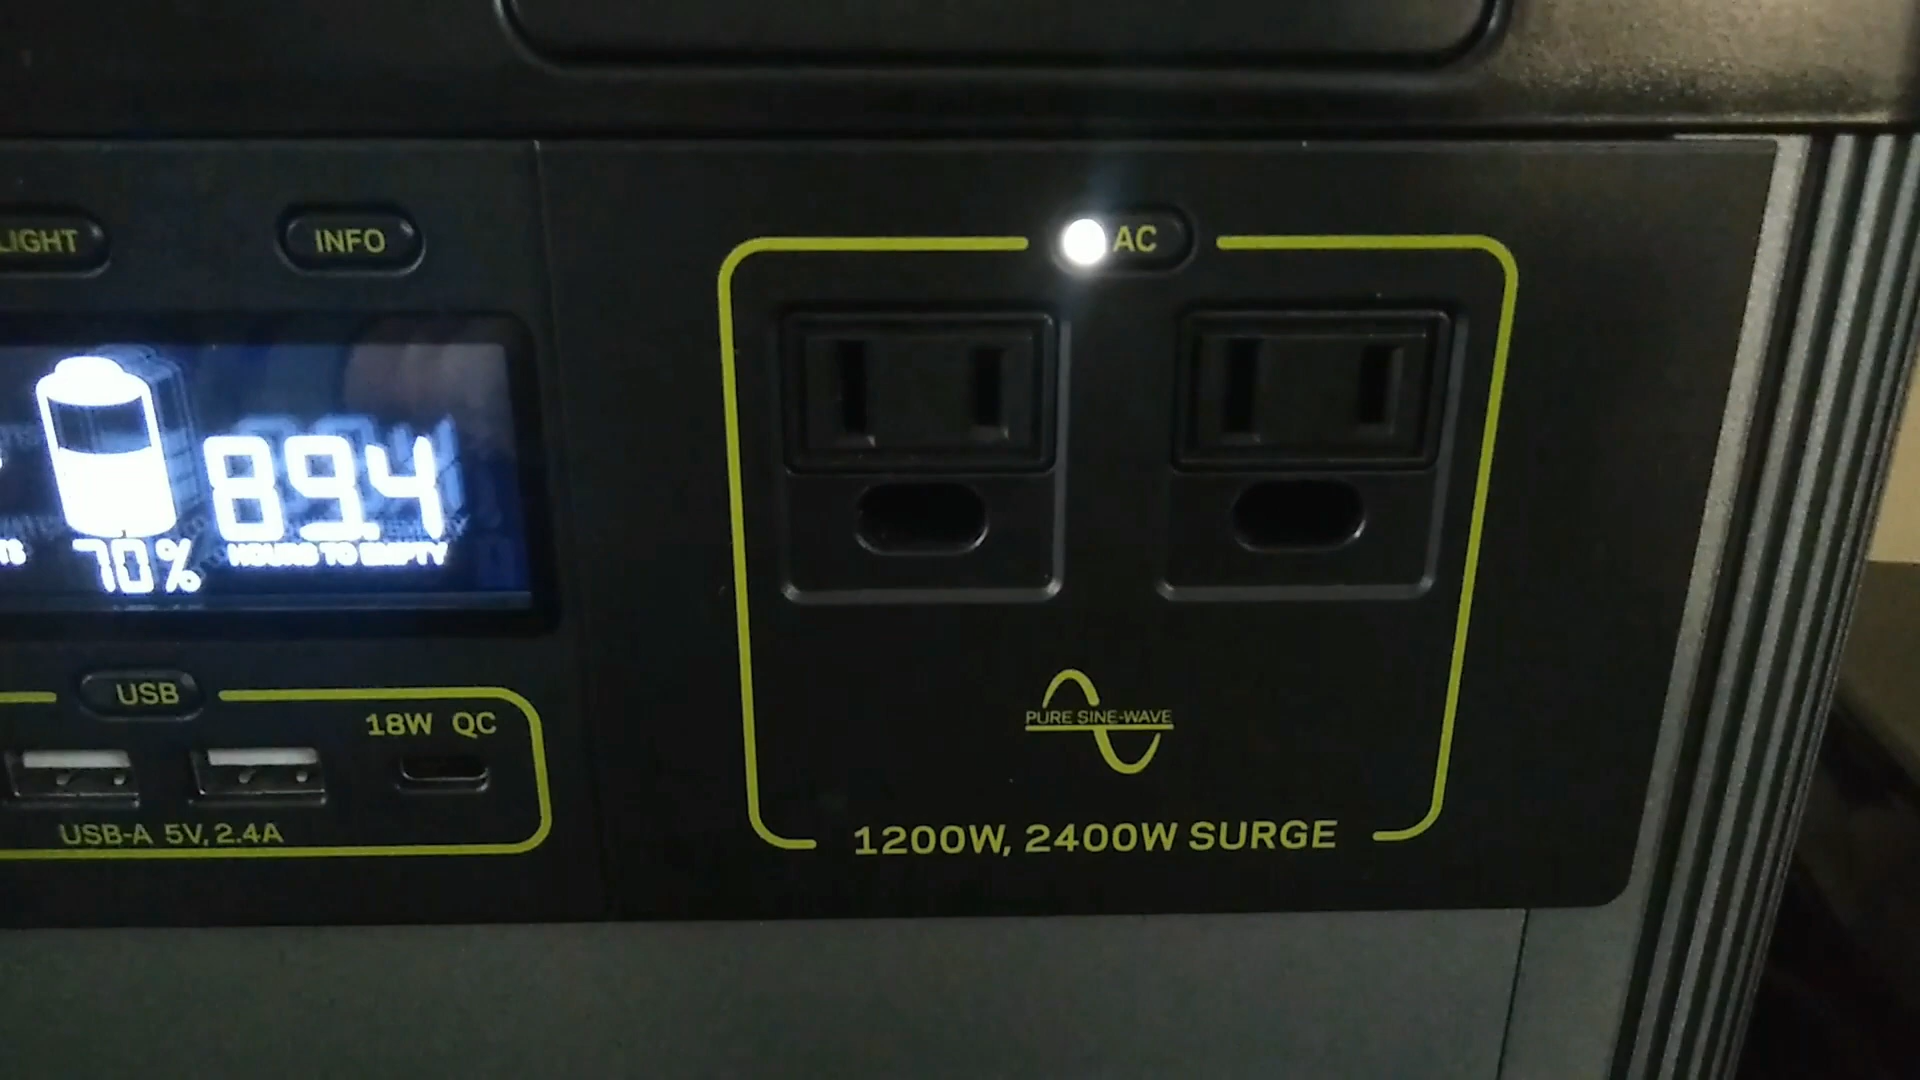 LIGHT
INFO
AC
89.4
HOURS TO EMPTY
70%
USB
18W QC
USB-A 5V, 2.4A
PURE SINE-WAVE
1200W, 2400W SURGE